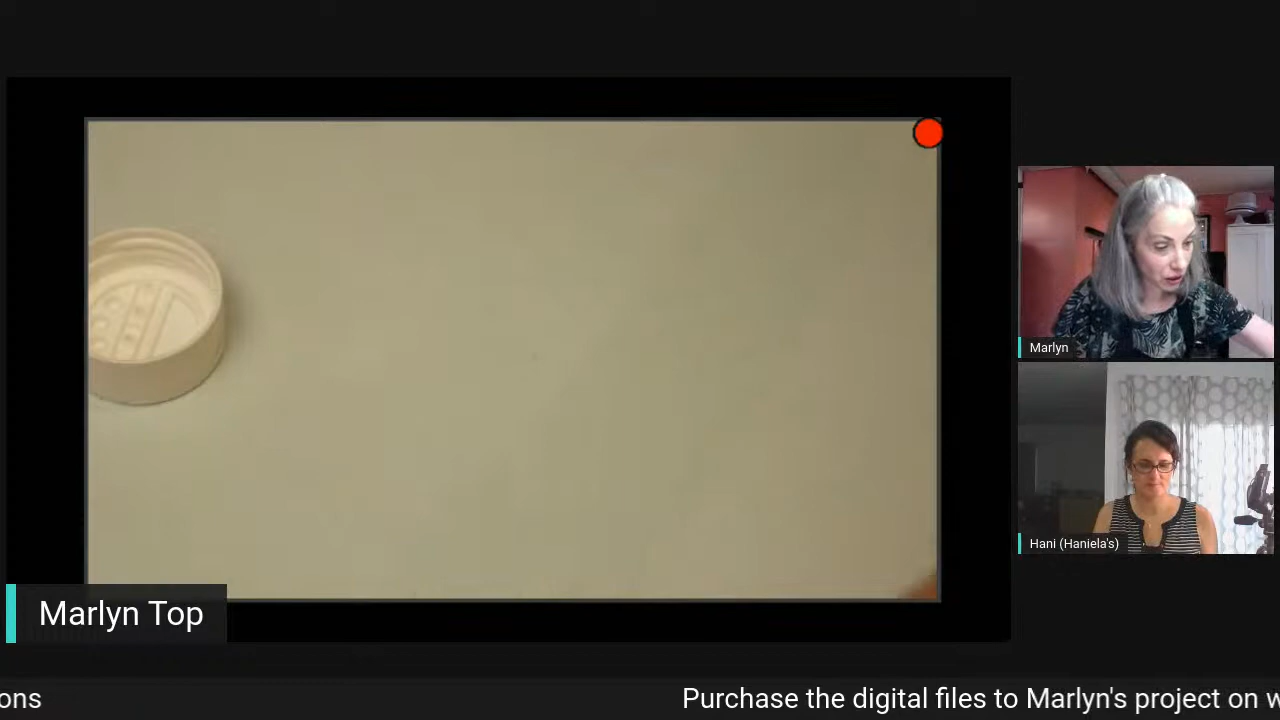 Marlyn
Hani (Haniela's)
Marlyn Top
ons
Purchase the digital files to Marlyn's project on w